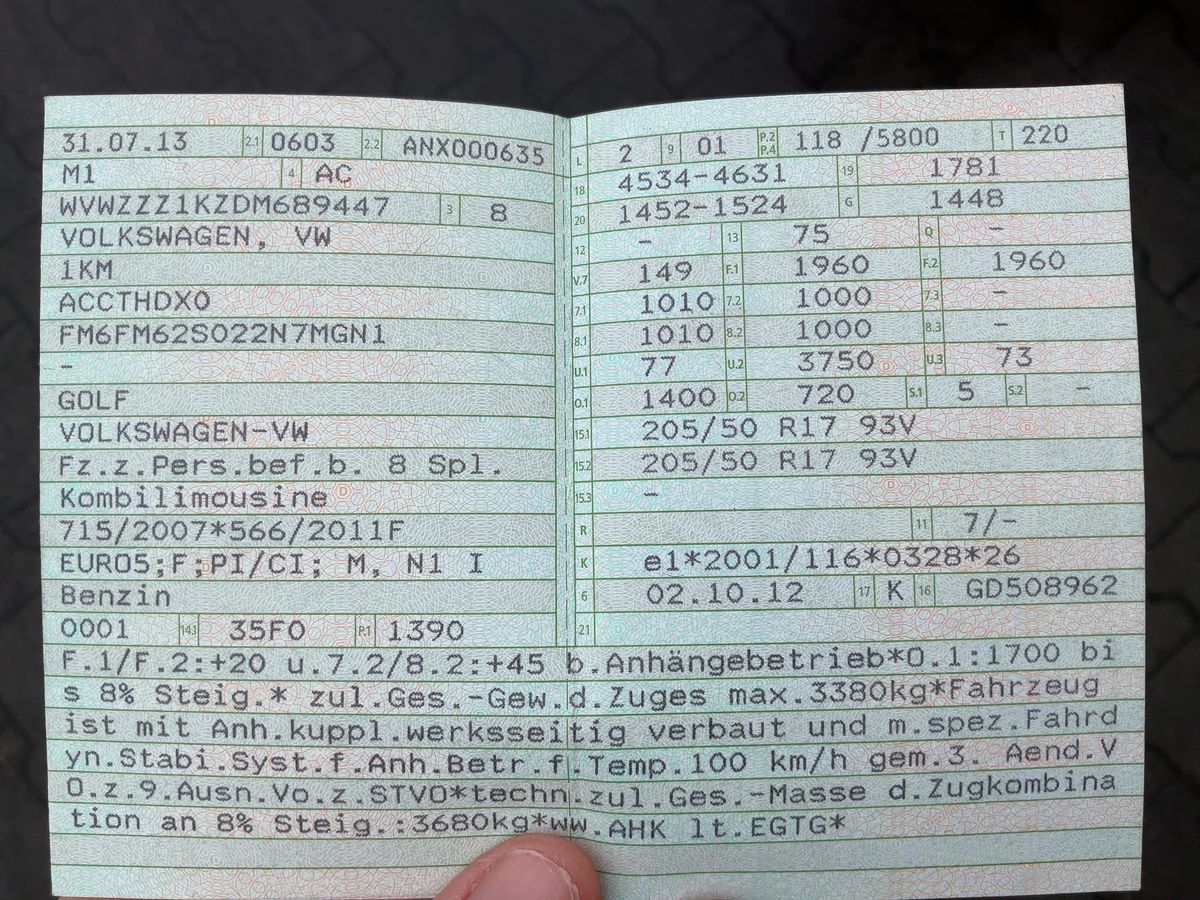 31.07.13 2.1 0603 2.2 ANX000635
M1 4 AC
WVWZZZ1KZDM689447 3 8
VOLKSWAGEN, VW
1KM
ACCTHDX0
FM6FM62S022N7MGN1
-
GOLF
VOLKSWAGEN-VW
Fz.z.Pers.bef.b. 8 Spl.
Kombilimousine
715/2007*566/2011F
EURO5;F;PI/CI; M, N1 I
Benzin
0001 14.1 35F0 P.1 1390
L 2 9 01 P.2 P.4 118 /5800 T 220
18 4534-4631 19 1781
20 1452-1524 G 1448
12 - 13 75 Q -
V.7 149 F.1 1960 F.2 1960
7.1 1010 7.2 1000 7.3 -
8.1 1010 8.2 1000 8.3 -
U.1 77 U.2 3750 U.3 73
O.1 1400 O.2 720 S.1 5 S.2 -
15.1 205/50 R17 93V
15.2 205/50 R17 93V
15.3 -
R 11 7/-
K e1*2001/116*0328*26
6 02.10.12 17 K 16 GD508962
21
F.1/F.2:+20 u.7.2/8.2:+45 b.Anhängebetrieb*O.1:1700 bi
s 8% Steig.* zul.Ges.-Gew.d.Zuges max.3380kg*Fahrzeug
ist mit Anh.kuppl.werksseitig verbaut und m.spez.Fahrd
yn.Stabi.Syst.f.Anh.Betr.f.Temp.100 km/h gem.3. Aend.V
O.z.9.Ausn.Vo.z.STVO*techn.zul.Ges.-Masse d.Zugkombina
tion an 8% Steig.:3680kg*ww.AHK lt.EGTG*